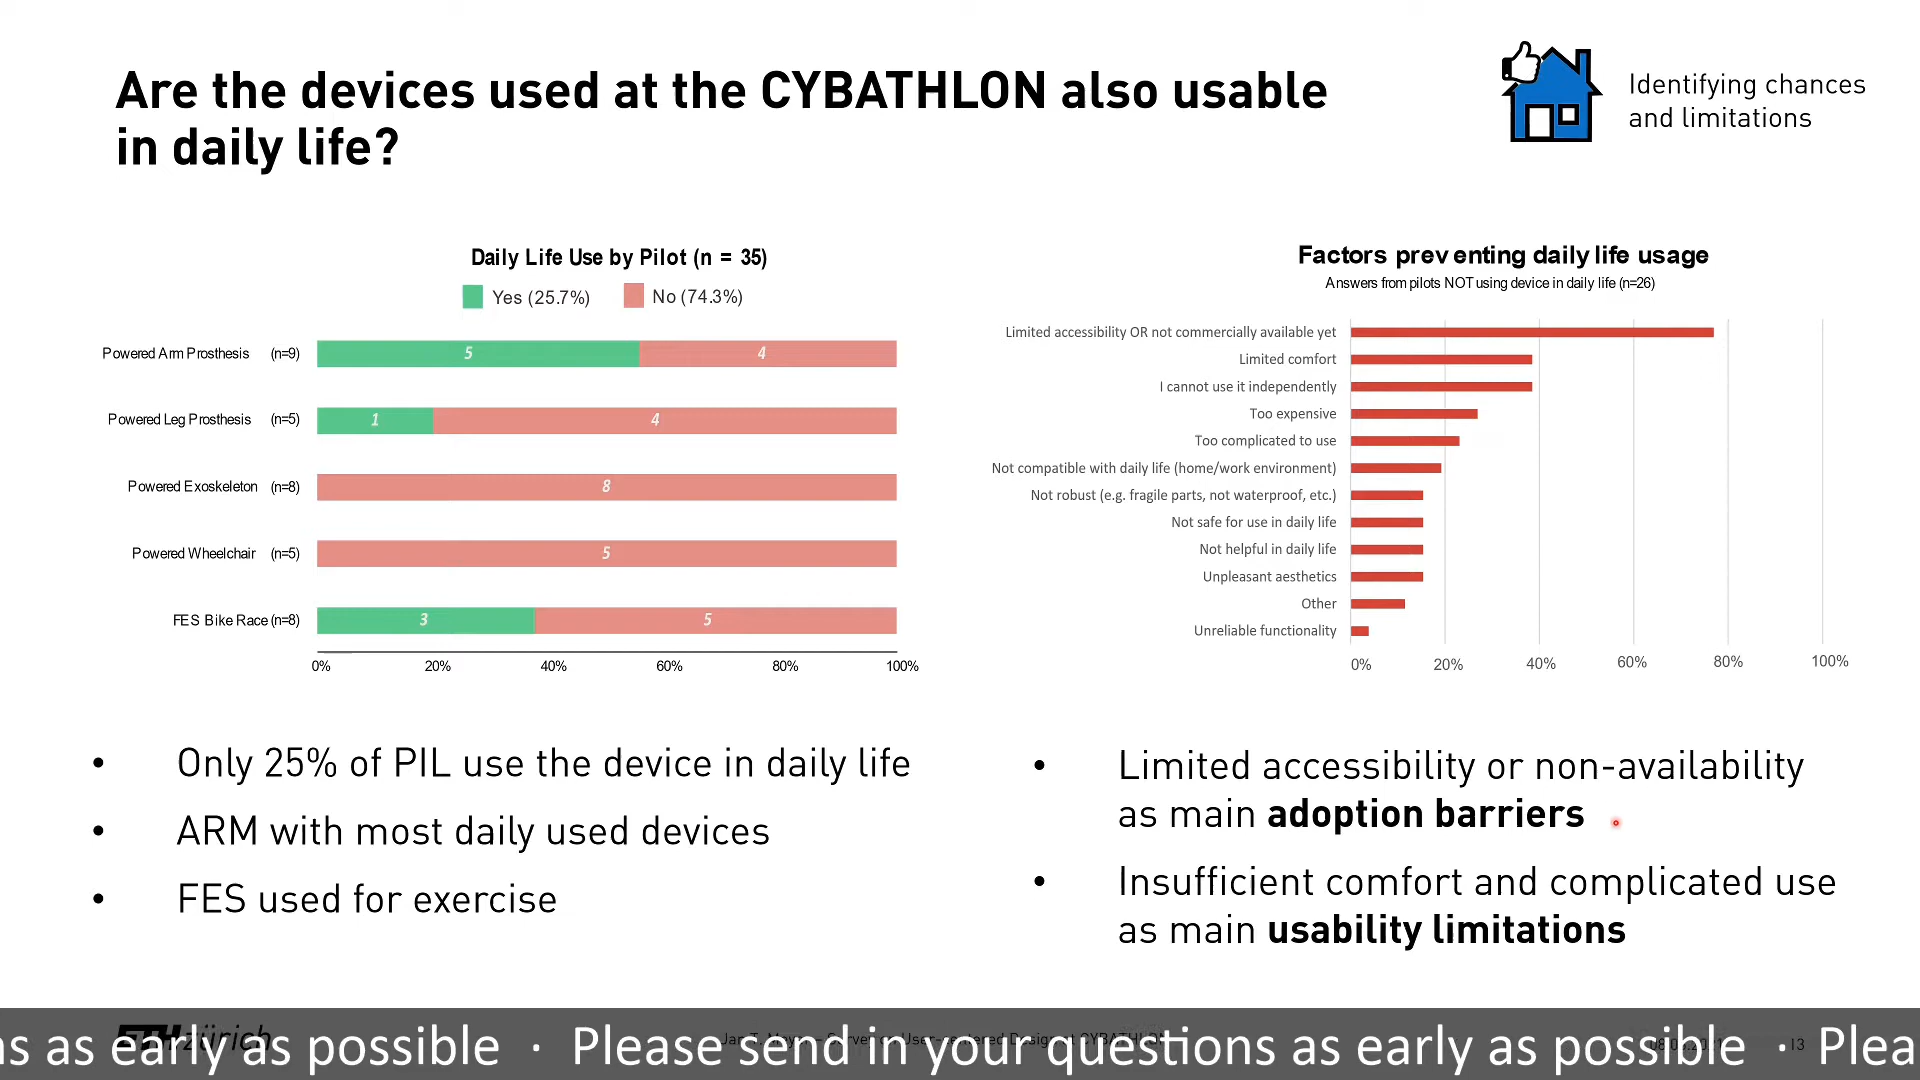 Are the devices used at the CYBATHLON also usable
in daily life?
Identifying chances
and limitations
Daily Life Use by Pilot (n = 35)
Yes (25.7%) No (74.3%)
Powered Arm Prosthesis (n=9) 5 4
Powered Leg Prosthesis (n=5) 1 4
Powered Exoskeleton (n=8) 8
Powered Wheelchair (n=5) 5
FES Bike Race (n=8) 3 5
0% 20% 40% 60% 80% 100%
Factors preventing daily life usage
Answers from pilots NOT using device in daily life (n=26)
Limited accessibility OR not commercially available yet
Limited comfort
I cannot use it independently
Too expensive
Too complicated to use
Not compatible with daily life (home/work environment)
Not robust (e.g. fragile parts, not waterproof, etc.)
Not safe for use in daily life
Not helpful in daily life
Unpleasant aesthetics
Other
Unreliable functionality
0% 20% 40% 60% 80% 100%
• Only 25% of PIL use the device in daily life
• ARM with most daily used devices
• FES used for exercise
• Limited accessibility or non-availability
as main adoption barriers
• Insufficient comfort and complicated use
as main usability limitations
ETH zürich
13
ns as early as possible · Please send in your questions as early as possible · Plea